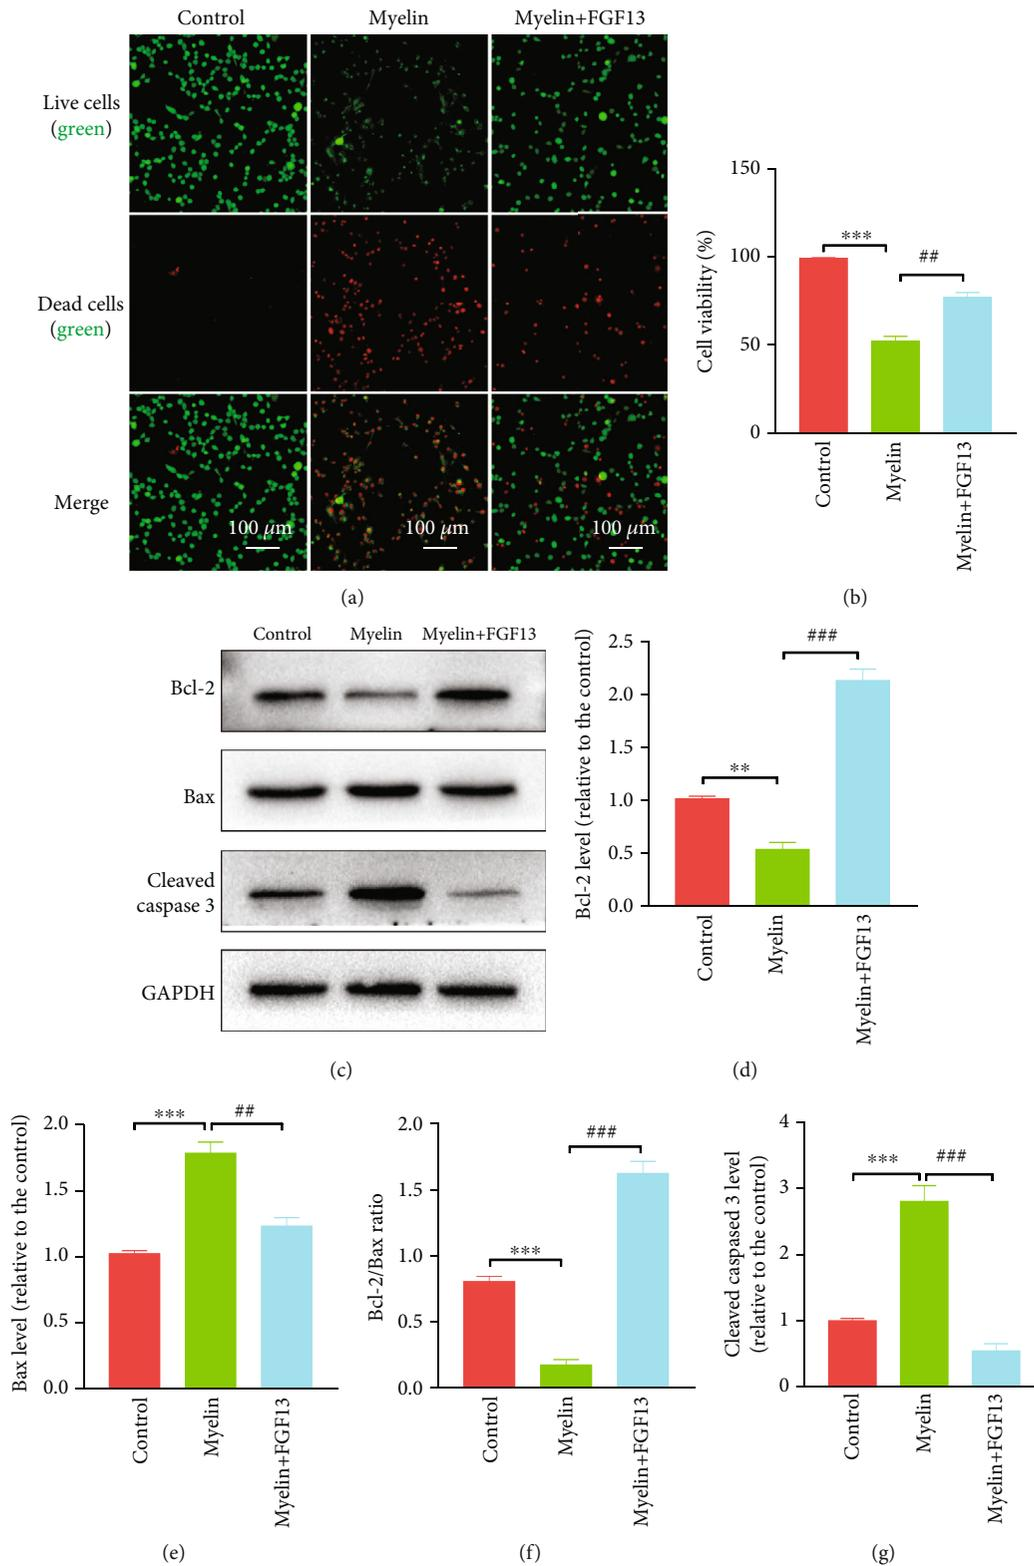 Control
Myelin
Myelin+FGF13
Live cells
(green)
Dead cells
(green)
Merge
100 μm
100 μm
100 μm
(a)
150
100
50
0
Cell viability (%)
***
##
Control
Myelin
Myelin+FGF13
(b)
Control
Myelin
Myelin+FGF13
Bcl-2
Bax
Cleaved
caspase 3
GAPDH
(c)
2.5
2.0
1.5
1.0
0.5
0.0
Bcl-2 level (relative to the control)
**
###
Control
Myelin
Myelin+FGF13
(d)
2.0
1.5
1.0
0.5
0.0
Bax level (relative to the control)
***
##
Control
Myelin
Myelin+FGF13
(e)
2.0
1.5
1.0
0.5
0.0
Bcl-2/Bax ratio
***
###
Control
Myelin
Myelin+FGF13
(f)
4
3
2
1
0
Cleaved caspased 3 level
(relative to the control)
***
###
Control
Myelin
Myelin+FGF13
(g)